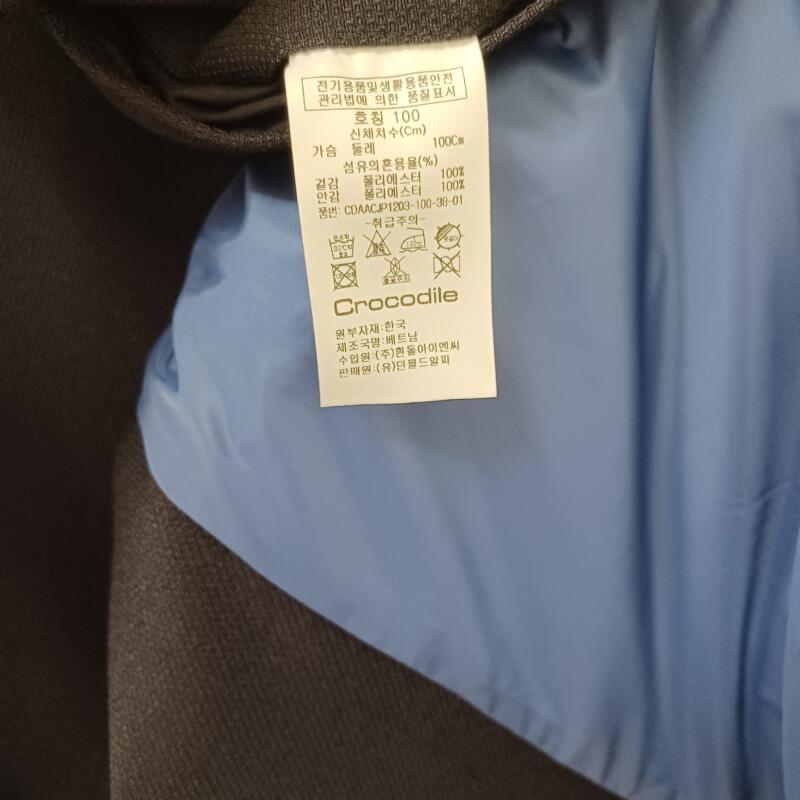 전기용품및생활용품안전
관리법에 의한 품질표시
호칭 100
신체치수(Cm)
가슴 둘레 100Cm
섬유의혼용율(%)
겉감 폴리에스터 100%
안감 폴리에스터 100%
품번: CDAACJP1203-100-38-01
-취급주의-
Crocodile
원부자재:한국
제조국명:베트남
수입원:(주)흰돌아이엔씨
판매원:(유)던필드알파